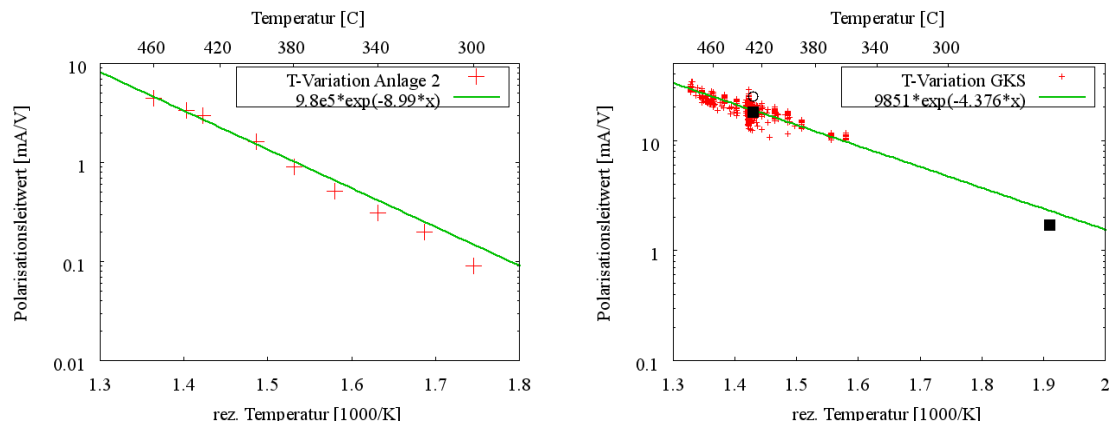 Temperatur [C]
460 420 380 340 300
10
1
0.1
0.01
Polarisationsleitwert [mA/V]
T-Variation Anlage 2
9.8e5*exp(-8.99*x)
1.3 1.4 1.5 1.6 1.7 1.8
rez. Temperatur [1000/K]
Temperatur [C]
460 420 380 340 300
10
1
0.1
Polarisationsleitwert [mA/V]
T-Variation GKS
9851*exp(-4.376*x)
1.3 1.4 1.5 1.6 1.7 1.8 1.9 2
rez. Temperatur [1000/K]